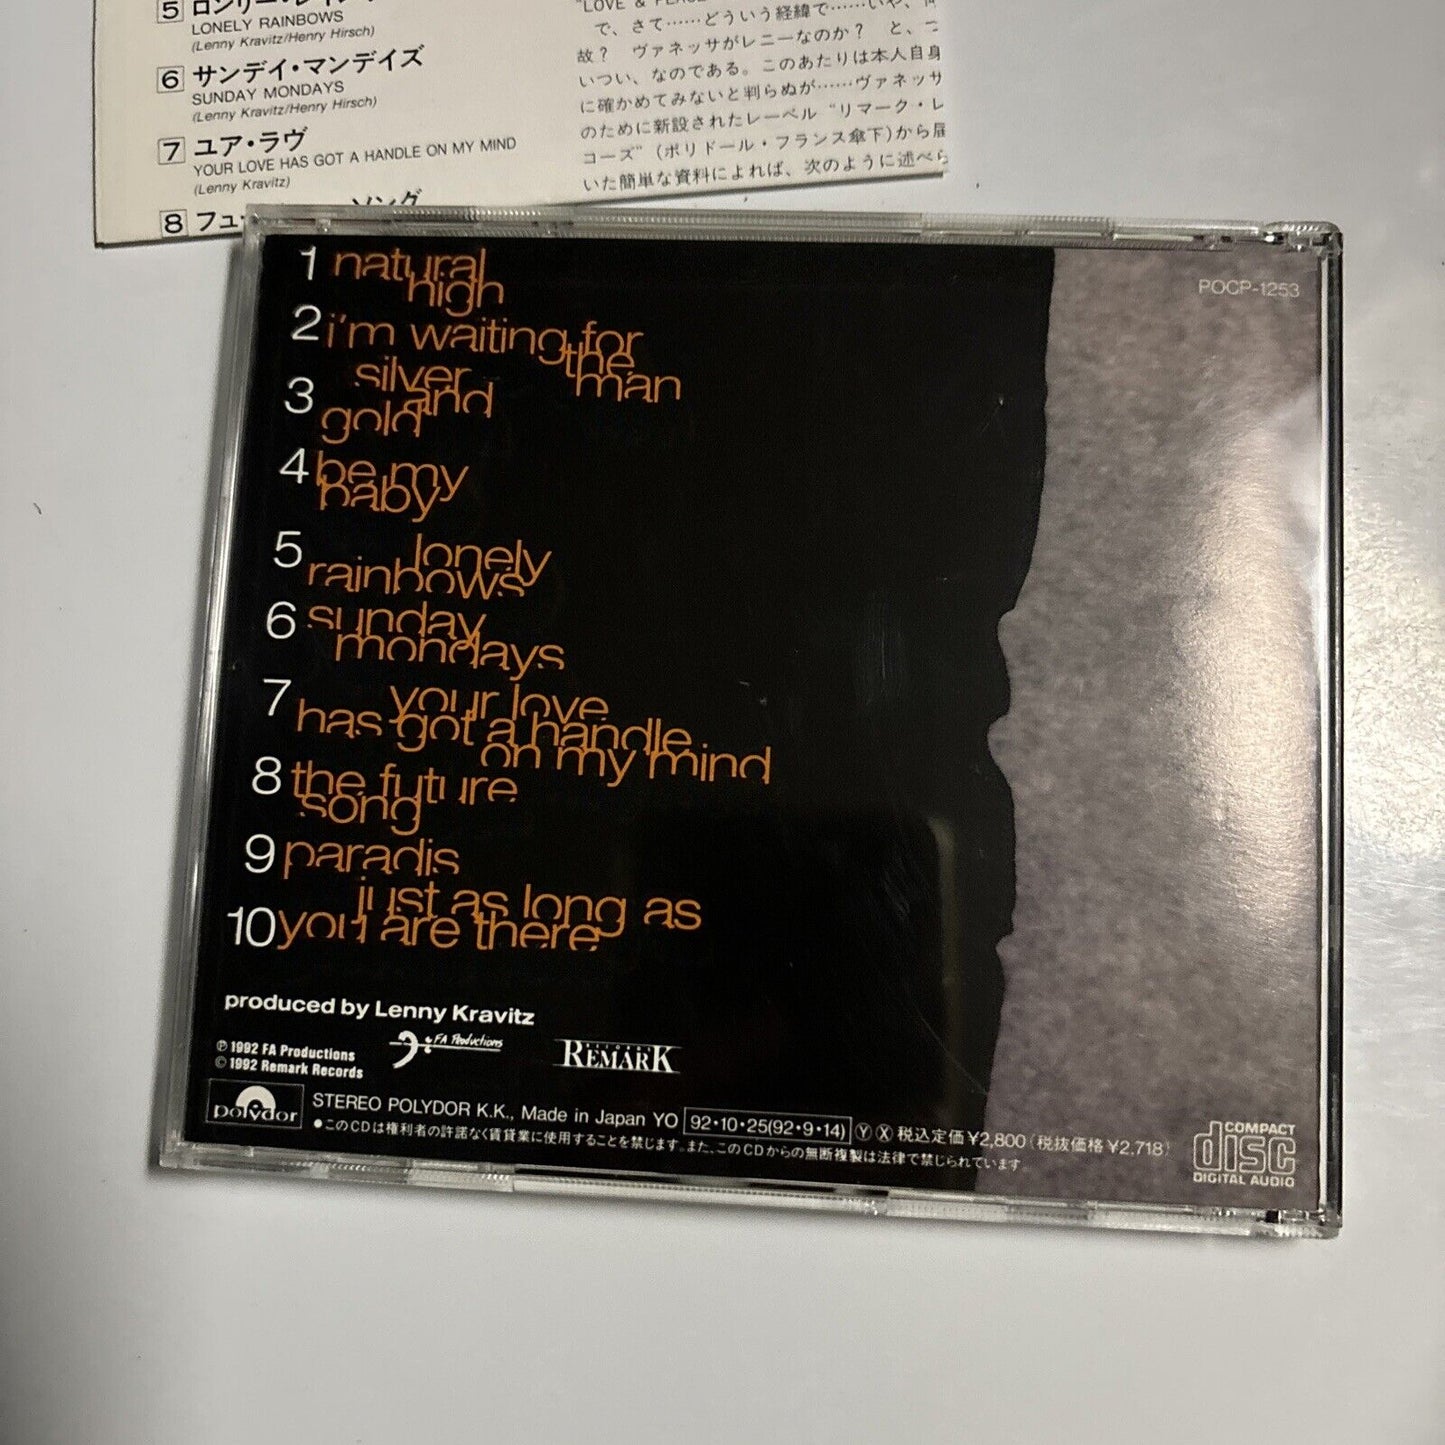 5 ロンリー・レイン
LONELY RAINBOWS
(Lenny Kravitz/Henry Hirsch)
6 サンデイ・マンデイズ
SUNDAY MONDAYS
(Lenny Kravitz/Henry Hirsch)
7 ユア・ラヴ
YOUR LOVE HAS GOT A HANDLE ON MY MIND
(Lenny Kravitz)
8 フュ ソング
"LOVE & PEACE
で、さて……どういう経緯で……いや、何
故? ヴァネッサがレニーなのか? と、つ
いつい、なのである。このあたりは本人自身
に確かめてみないと判らぬが……ヴァネッサ
のために新設されたレーベル "リマーク・レ
コーズ" (ポリドール・フランス傘下)から届
いた簡単な資料によれば、次のように述べら
POCP-1253
1 natural
high
2 i'm waiting for
the
man
silver
3 and
gold
4 be my
baby
5 lonely
rainbows
6 sunday
mondays
7 your love
has got a handle
on my mind
8 the future
song
9 paradis
just as long as
10 you are there
produced by Lenny Kravitz
℗ 1992 FA Productions
© 1992 Remark Records
FA Productions
RECORDS
REMARK
polydor
STEREO POLYDOR K.K., Made in Japan YO 92・10・25(92・9・14) Ⓨ Ⓧ 税込定価¥2,800(税抜価格¥2,718)
●このCDは権利者の許諾なく賃貸業に使用することを禁じます。また、このCDからの無断複製は法律で禁じられています
COMPACT
disc
DIGITAL AUDIO